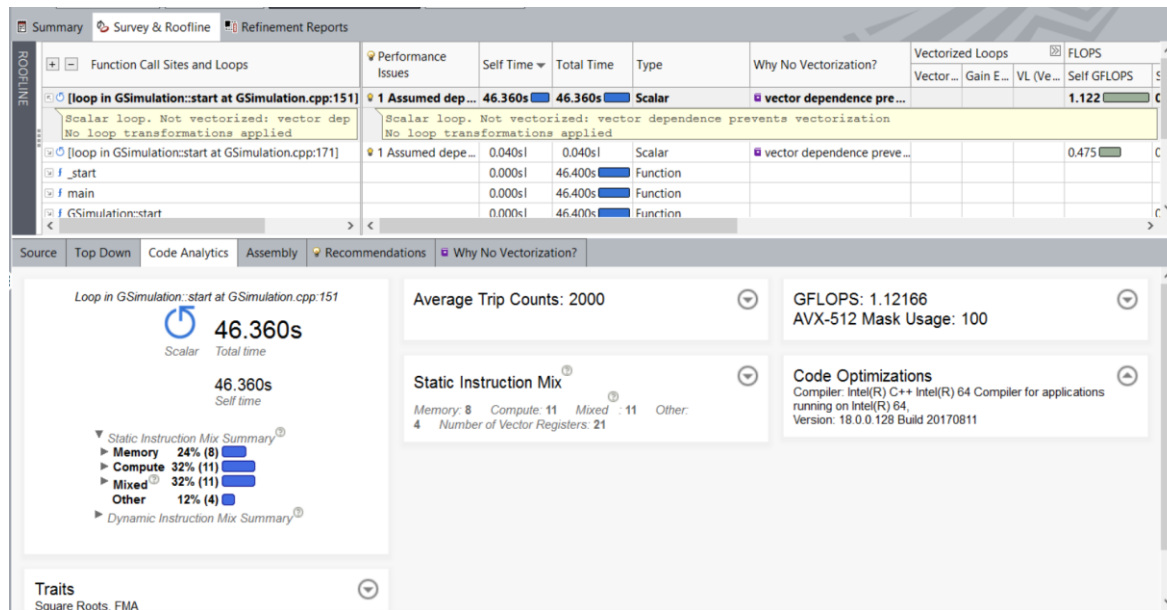 Summary Survey & Roofline Refinement Reports
ROOFLINE
+ - Function Call Sites and Loops
Performance Issues
Self Time
Total Time
Type
Why No Vectorization?
Vectorized Loops
Vector... Gain E... VL (Ve...
FLOPS
Self GFLOPS
[loop in GSimulation::start at GSimulation.cpp:151] 1 Assumed dep... 46.360s 46.360s Scalar vector dependence pre... 1.122
Scalar loop. Not vectorized: vector dep
No loop transformations applied
Scalar loop. Not vectorized: vector dependence prevents vectorization
No loop transformations applied
[loop in GSimulation::start at GSimulation.cpp:171] 1 Assumed depe... 0.040s 0.040s Scalar vector dependence preve... 0.475
f _start 0.000s 46.400s Function
f main 0.000s 46.400s Function
f GSimulation::start 0.000s 46.400s Function
Source Top Down Code Analytics Assembly Recommendations Why No Vectorization?
Loop in GSimulation::start at GSimulation.cpp:151
46.360s
Scalar Total time
46.360s
Self time
Static Instruction Mix Summary
Memory 24% (8)
Compute 32% (11)
Mixed 32% (11)
Other 12% (4)
Dynamic Instruction Mix Summary
Traits
Square Roots, FMA
Average Trip Counts: 2000
Static Instruction Mix
Memory: 8 Compute: 11 Mixed : 11 Other:
4 Number of Vector Registers: 21
GFLOPS: 1.12166
AVX-512 Mask Usage: 100
Code Optimizations
Compiler: Intel(R) C++ Intel(R) 64 Compiler for applications
running on Intel(R) 64,
Version: 18.0.0.128 Build 20170811